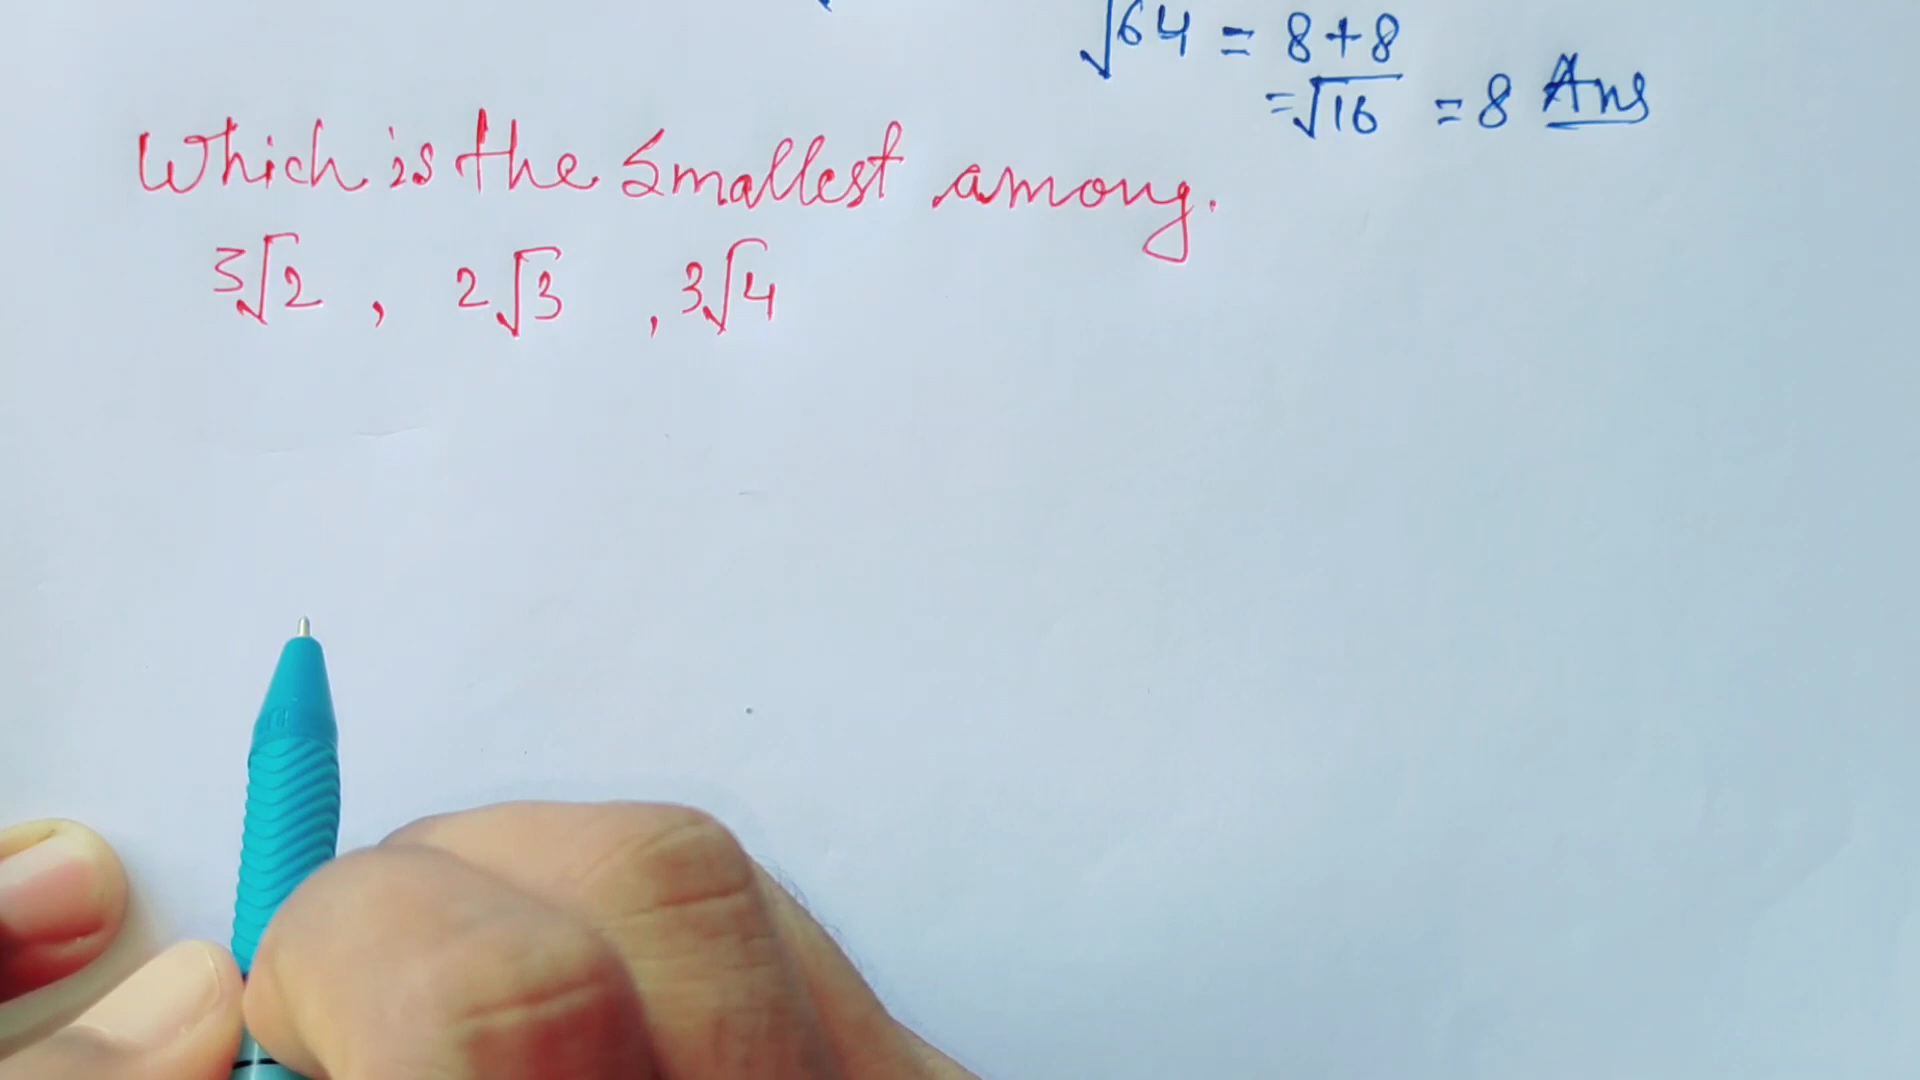 √64 = 8+8
=√16 = 8 Ans
Which is the Smallest among.
3√2 , 2√3 , 3√4